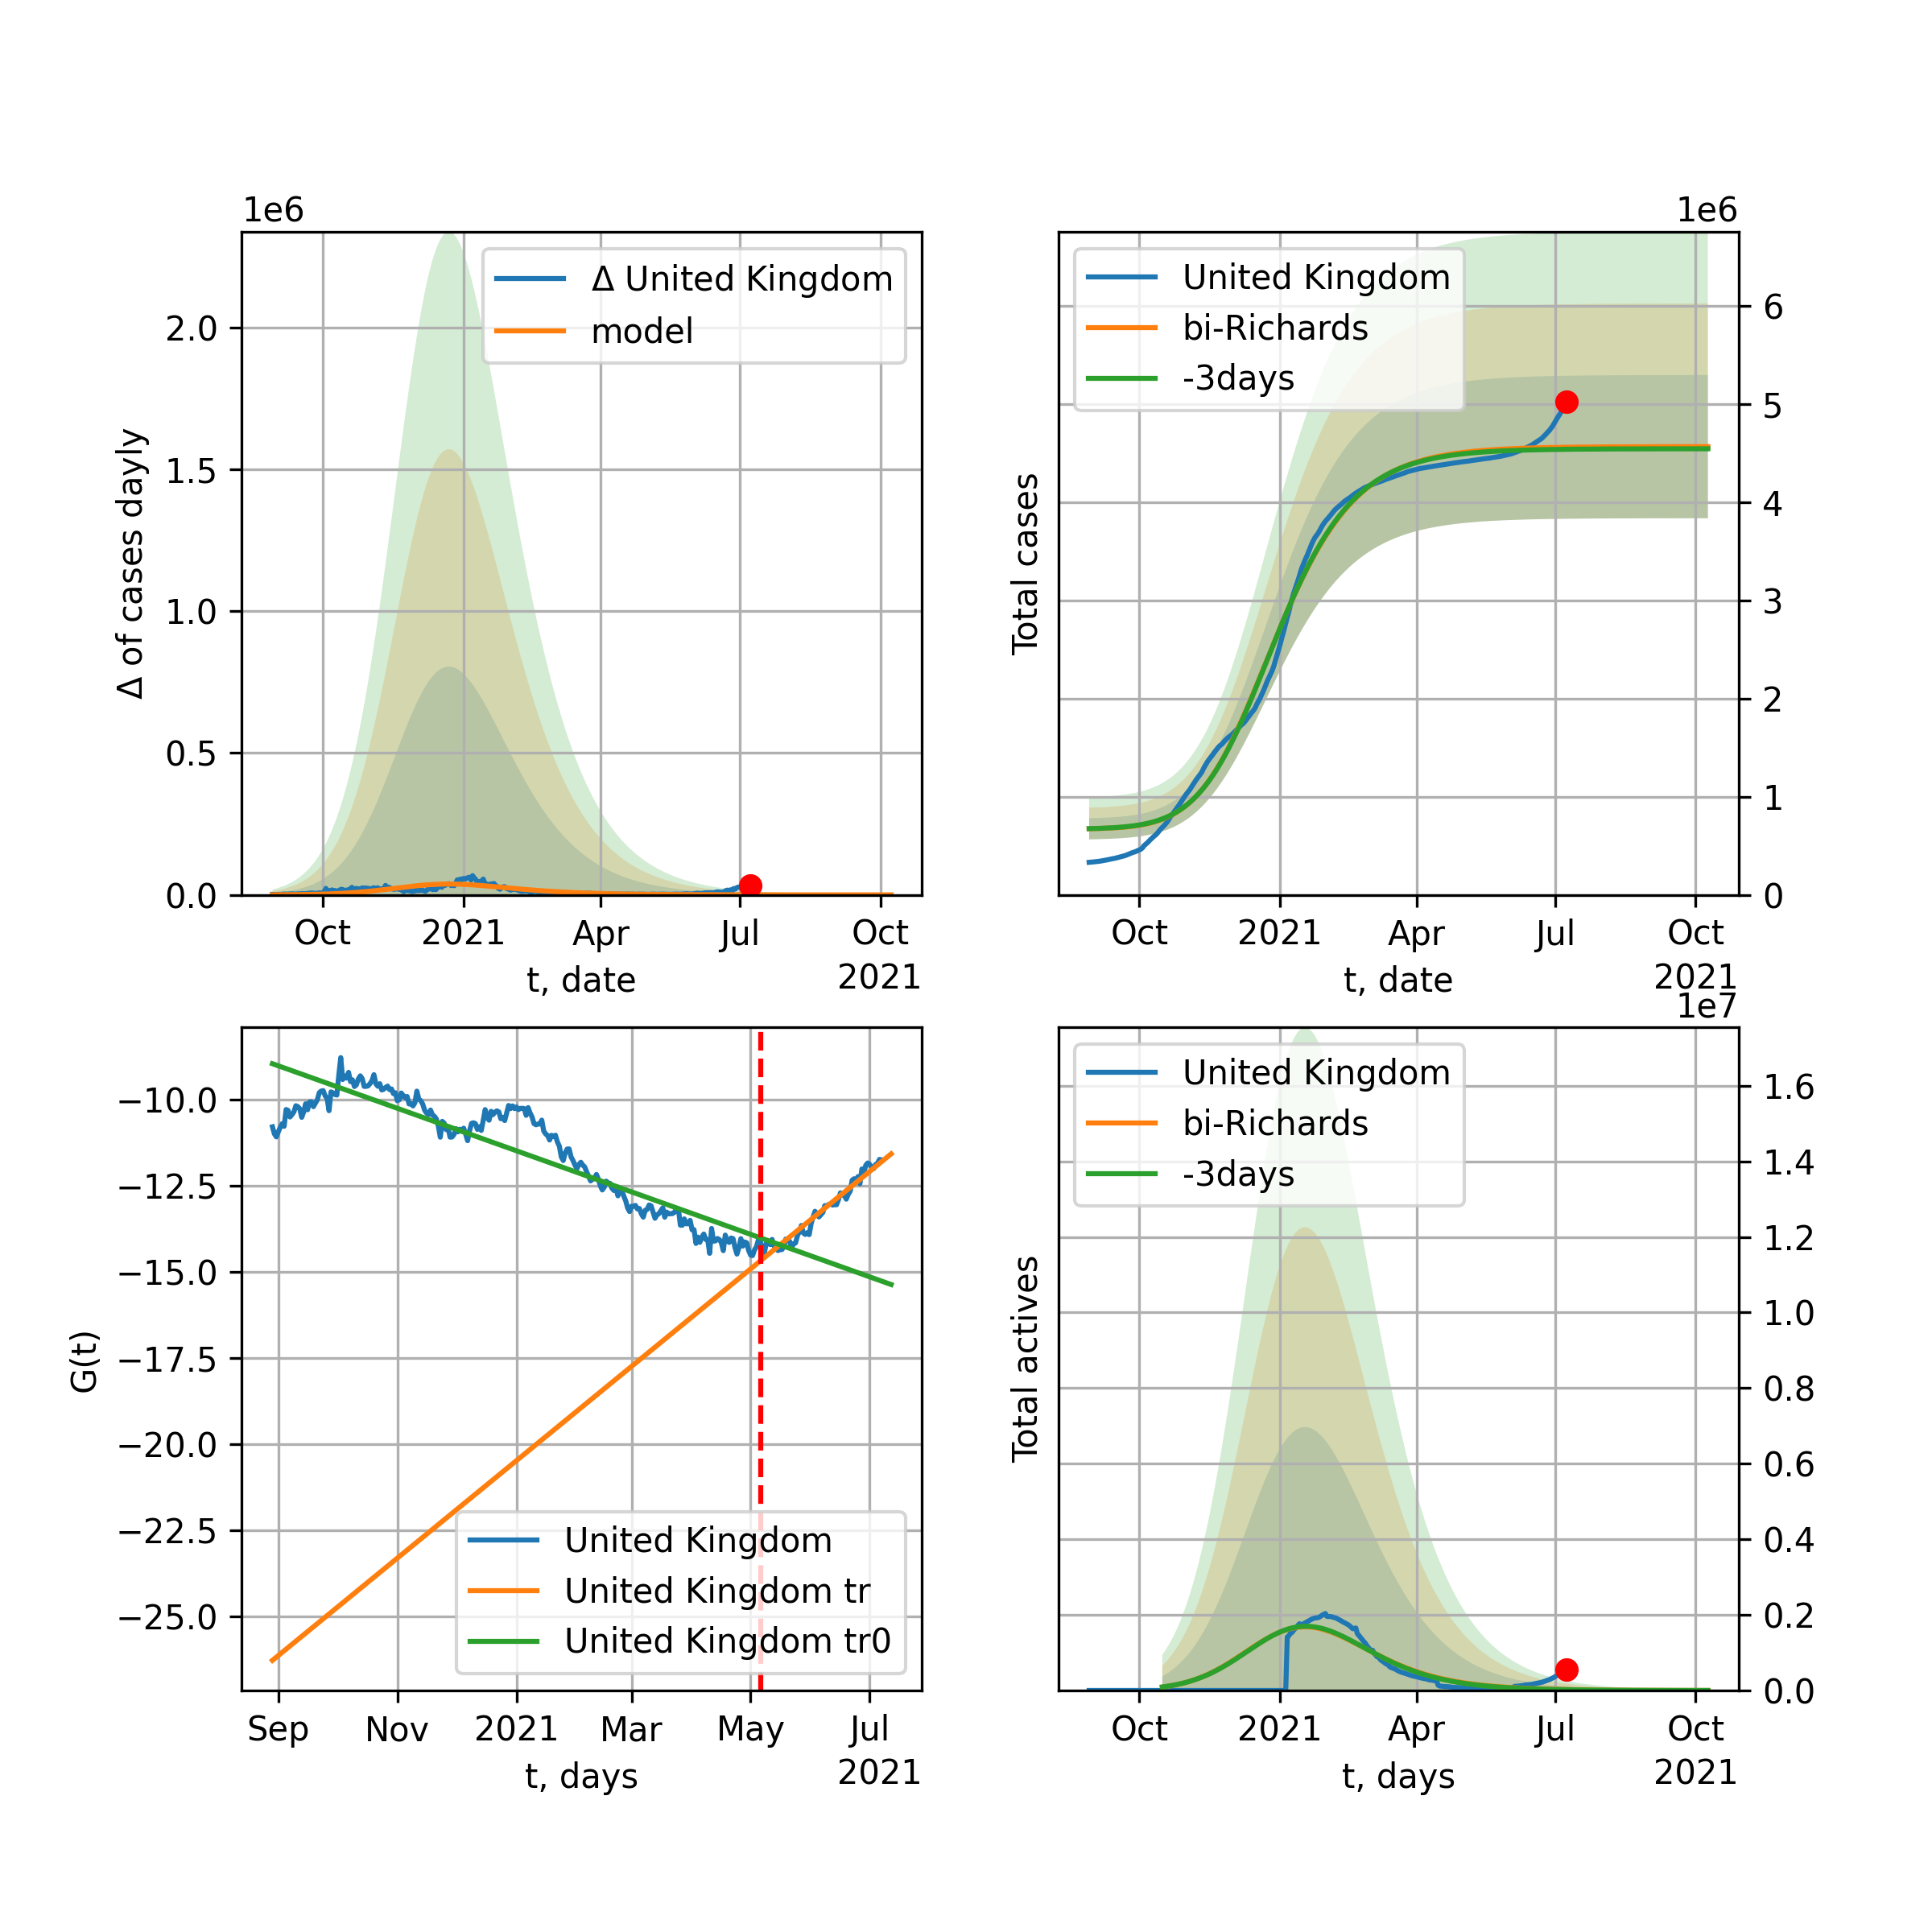 1e6
Δ United Kingdom
model
Δ of cases dayly
2.0
1.5
1.0
0.5
0.0
Oct 2021 Apr Jul Oct
t, date
2021
1e6
United Kingdom
bi-Richards
-3days
Total cases
6
5
4
3
2
1
0
Oct 2021 Apr Jul Oct
t, date
2021
G(t)
−10.0
−12.5
−15.0
−17.5
−20.0
−22.5
−25.0
United Kingdom
United Kingdom tr
United Kingdom tr0
Sep Nov 2021 Mar May Jul
t, days
2021
1e7
United Kingdom
bi-Richards
-3days
Total actives
1.6
1.4
1.2
1.0
0.8
0.6
0.4
0.2
0.0
Oct 2021 Apr Jul Oct
t, days
2021